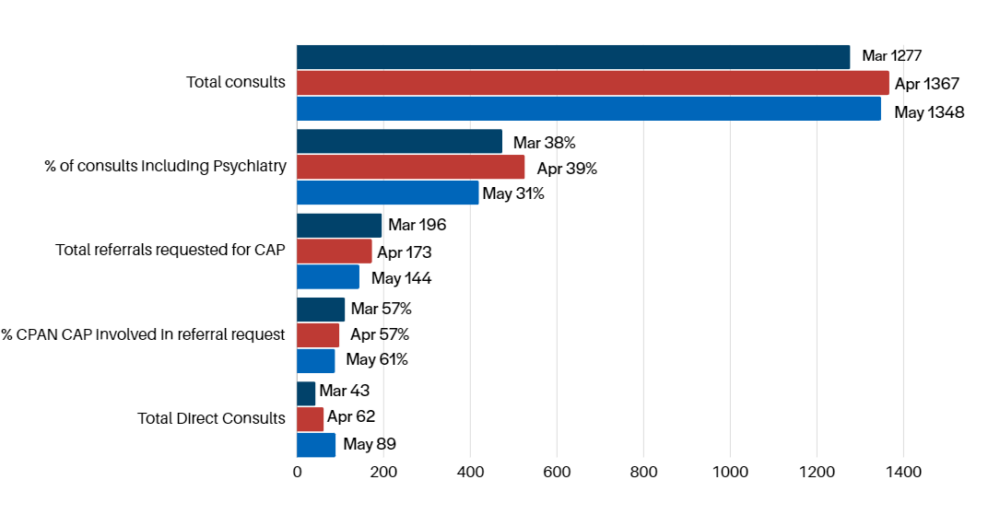 Mar 1277
Total consults
Apr 1367
May 1348
Mar 38%
% of consults including Psychiatry
Apr 39%
May 31%
Mar 196
Total referrals requested for CAP
Apr 173
May 144
Mar 57%
% CPAN CAP involved in referral request
Apr 57%
May 61%
Mar 43
Total Direct Consults
Apr 62
May 89
0 200 400 600 800 1000 1200 1400